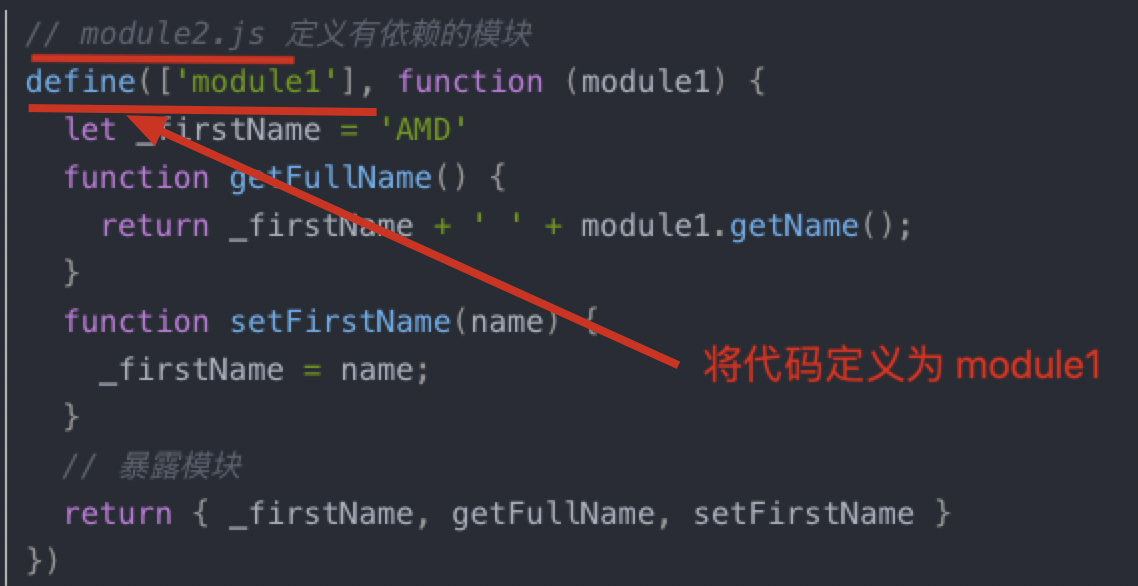 // module2.js 定义有依赖的模块
define(['module1'], function (module1) {
let _firstName = 'AMD'
function getFullName() {
return _firstName + ' ' + module1.getName();
}
function setFirstName(name) {
_firstName = name;
将代码定义为 module1
}
// 暴露模块
return { _firstName, getFullName, setFirstName }
})